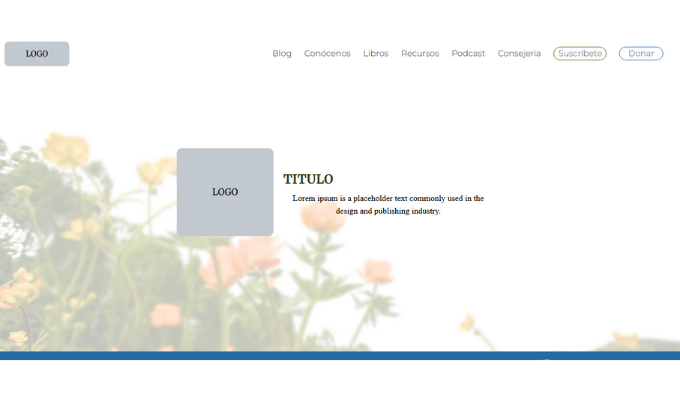 LOGO
Blog Conócenos Libros Recursos Podcast Consejeria Suscríbete Donar
LOGO
TITULO
Lorem ipsum is a placeholder text commonly used in the
design and publishing industry.